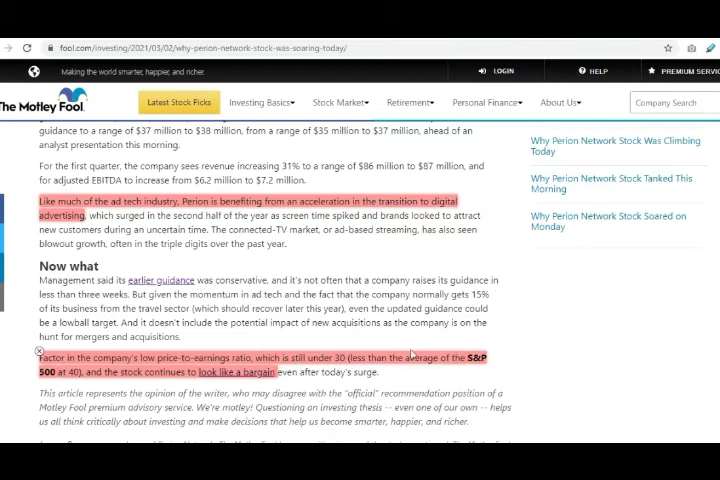 fool.com/investing/2021/03/02/why-perion-network-stock-was-soaring-today/
Making the world smarter, happier, and richer.
LOGIN
HELP
PREMIUM SERVIC
The Motley Fool.
Latest Stock Picks
Investing Basics
Stock Market
Retirement
Personal Finance
About Us
Company Search
guidance to a range of $37 million to $38 million, from a range of $35 million to $37 million, ahead of an
analyst presentation this morning.
For the first quarter, the company sees revenue increasing 31% to a range of $86 million to $87 million, and
for adjusted EBITDA to increase from $6.2 million to $7.2 million.
Like much of the ad tech industry, Perion is benefiting from an acceleration in the transition to digital
advertising, which surged in the second half of the year as screen time spiked and brands looked to attract
new customers during an uncertain time. The connected-TV market, or ad-based streaming, has also seen
blowout growth, often in the triple digits over the past year.
Now what
Management said its earlier guidance was conservative, and it's not often that a company raises its guidance in
less than three weeks. But given the momentum in ad tech and the fact that the company normally gets 15%
of its business from the travel sector (which should recover later this year), even the updated guidance could
be a lowball target. And it doesn't include the potential impact of new acquisitions as the company is on the
hunt for mergers and acquisitions.
Factor in the company's low price-to-earnings ratio, which is still under 30 (less than the average of the S&P
500 at 40), and the stock continues to look like a bargain even after today's surge.
This article represents the opinion of the writer, who may disagree with the "official" recommendation position of a
Motley Fool premium advisory service. We're motley! Questioning an investing thesis -- even one of our own -- helps
us all think critically about investing and make decisions that help us become smarter, happier, and richer.
Why Perion Network Stock Was Climbing
Today
Why Perion Network Stock Tanked This
Morning
Why Perion Network Stock Soared on
Monday